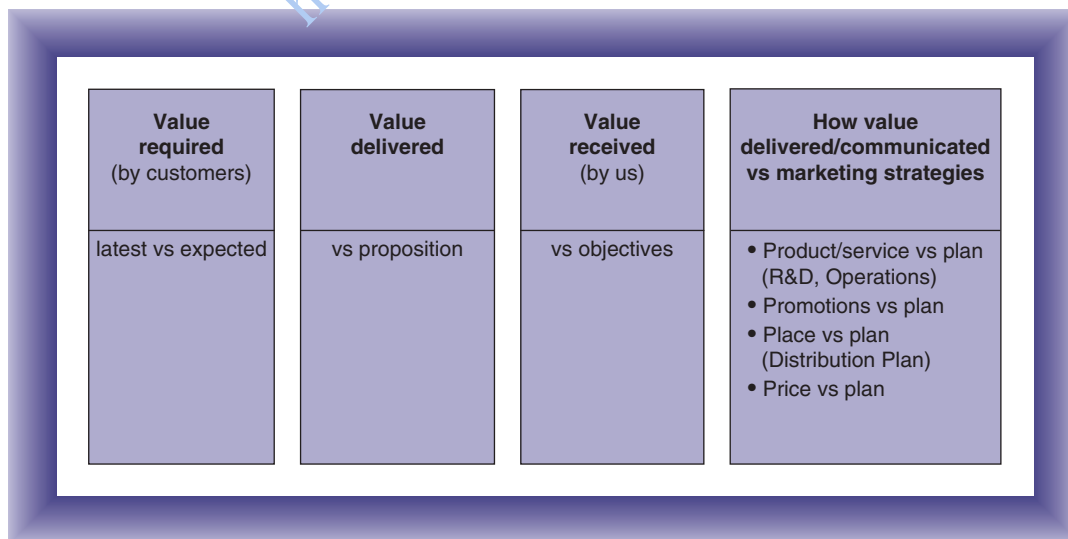 Value
required
(by customers)
latest vs expected
Value
delivered
vs proposition
Value
received
(by us)
vs objectives
How value
delivered/communicated
vs marketing strategies
• Product/service vs plan
(R&D, Operations)
• Promotions vs plan
• Place vs plan
(Distribution Plan)
• Price vs plan